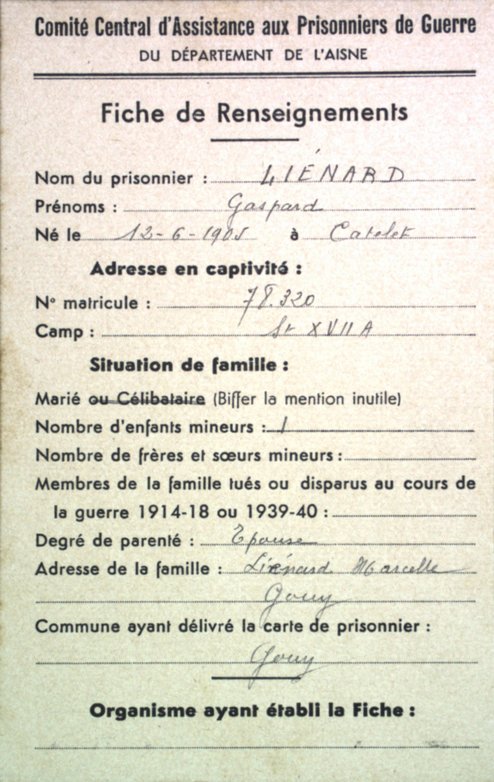 Comité Central d'Assistance aux Prisonniers de Guerre
DU DÉPARTEMENT DE L'AISNE
Fiche de Renseignements
Nom du prisonnier : LIÉNARD
Prénoms : Gaspard
Né le 12-6-1905 à Catelet
Adresse en captivité :
N° matricule : 78.320
Camp : St XVII A
Situation de famille :
Marié ou Célibataire (Biffer la mention inutile)
Nombre d'enfants mineurs : 1
Nombre de frères et sœurs mineurs :
Membres de la famille tués ou disparus au cours de
la guerre 1914-18 ou 1939-40 :
Degré de parenté : Epouse
Adresse de la famille : Liénard Marcelle
Gouy
Commune ayant délivré la carte de prisonnier :
Gouy
Organisme ayant établi la Fiche :